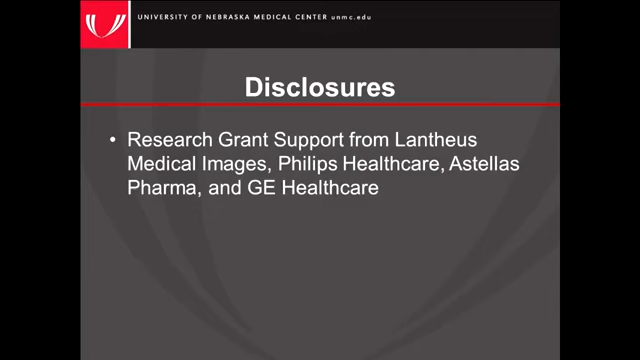 UNIVERSITY OF NEBRASKA MEDICAL CENTER unmc.edu
Disclosures
• Research Grant Support from Lantheus
Medical Images, Philips Healthcare, Astellas
Pharma, and GE Healthcare